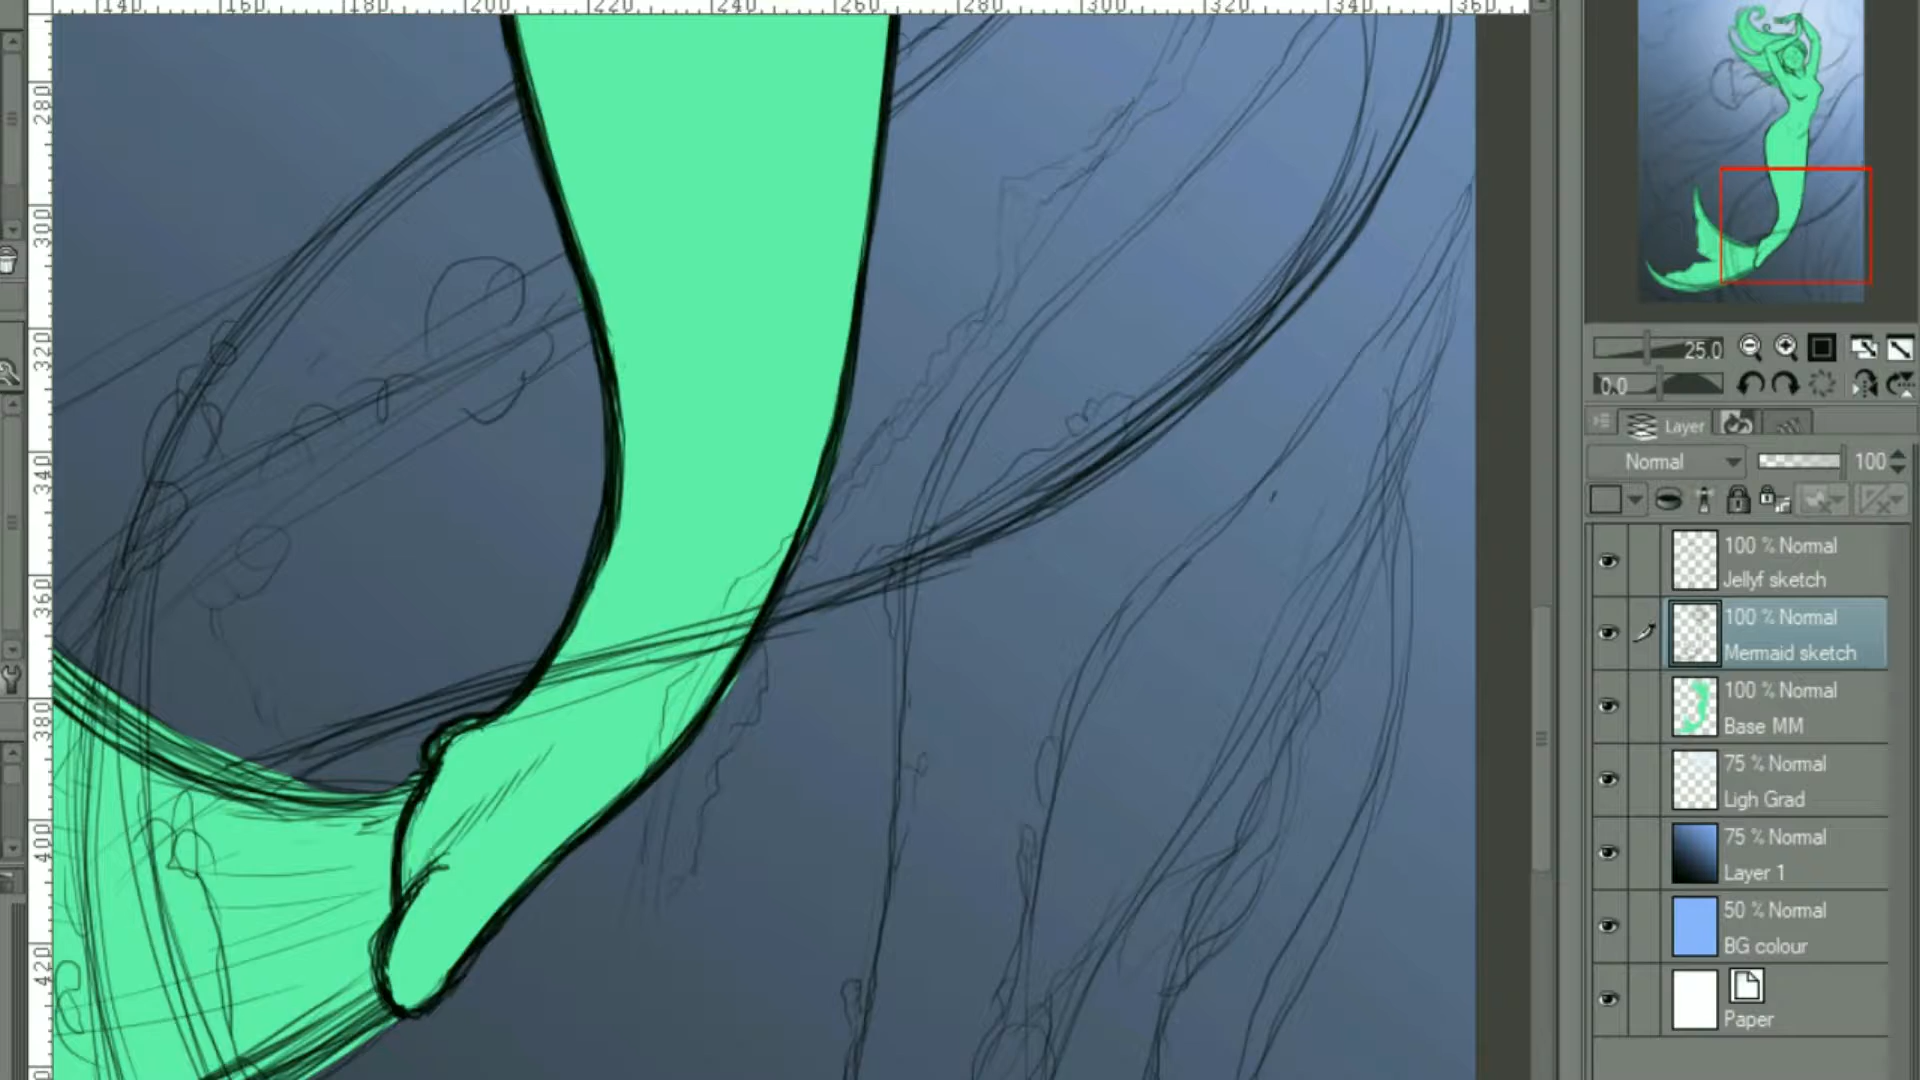 140 160 180 200 220 240 260 280 300 320 340 360
280
300
320
340
360
380
400
420
25.0
0.0
Layer
Normal 100
100 % Normal
Jellyf sketch
100 % Normal
Mermaid sketch
100 % Normal
Base MM
75 % Normal
Ligh Grad
75 % Normal
Layer 1
50 % Normal
BG colour
Paper